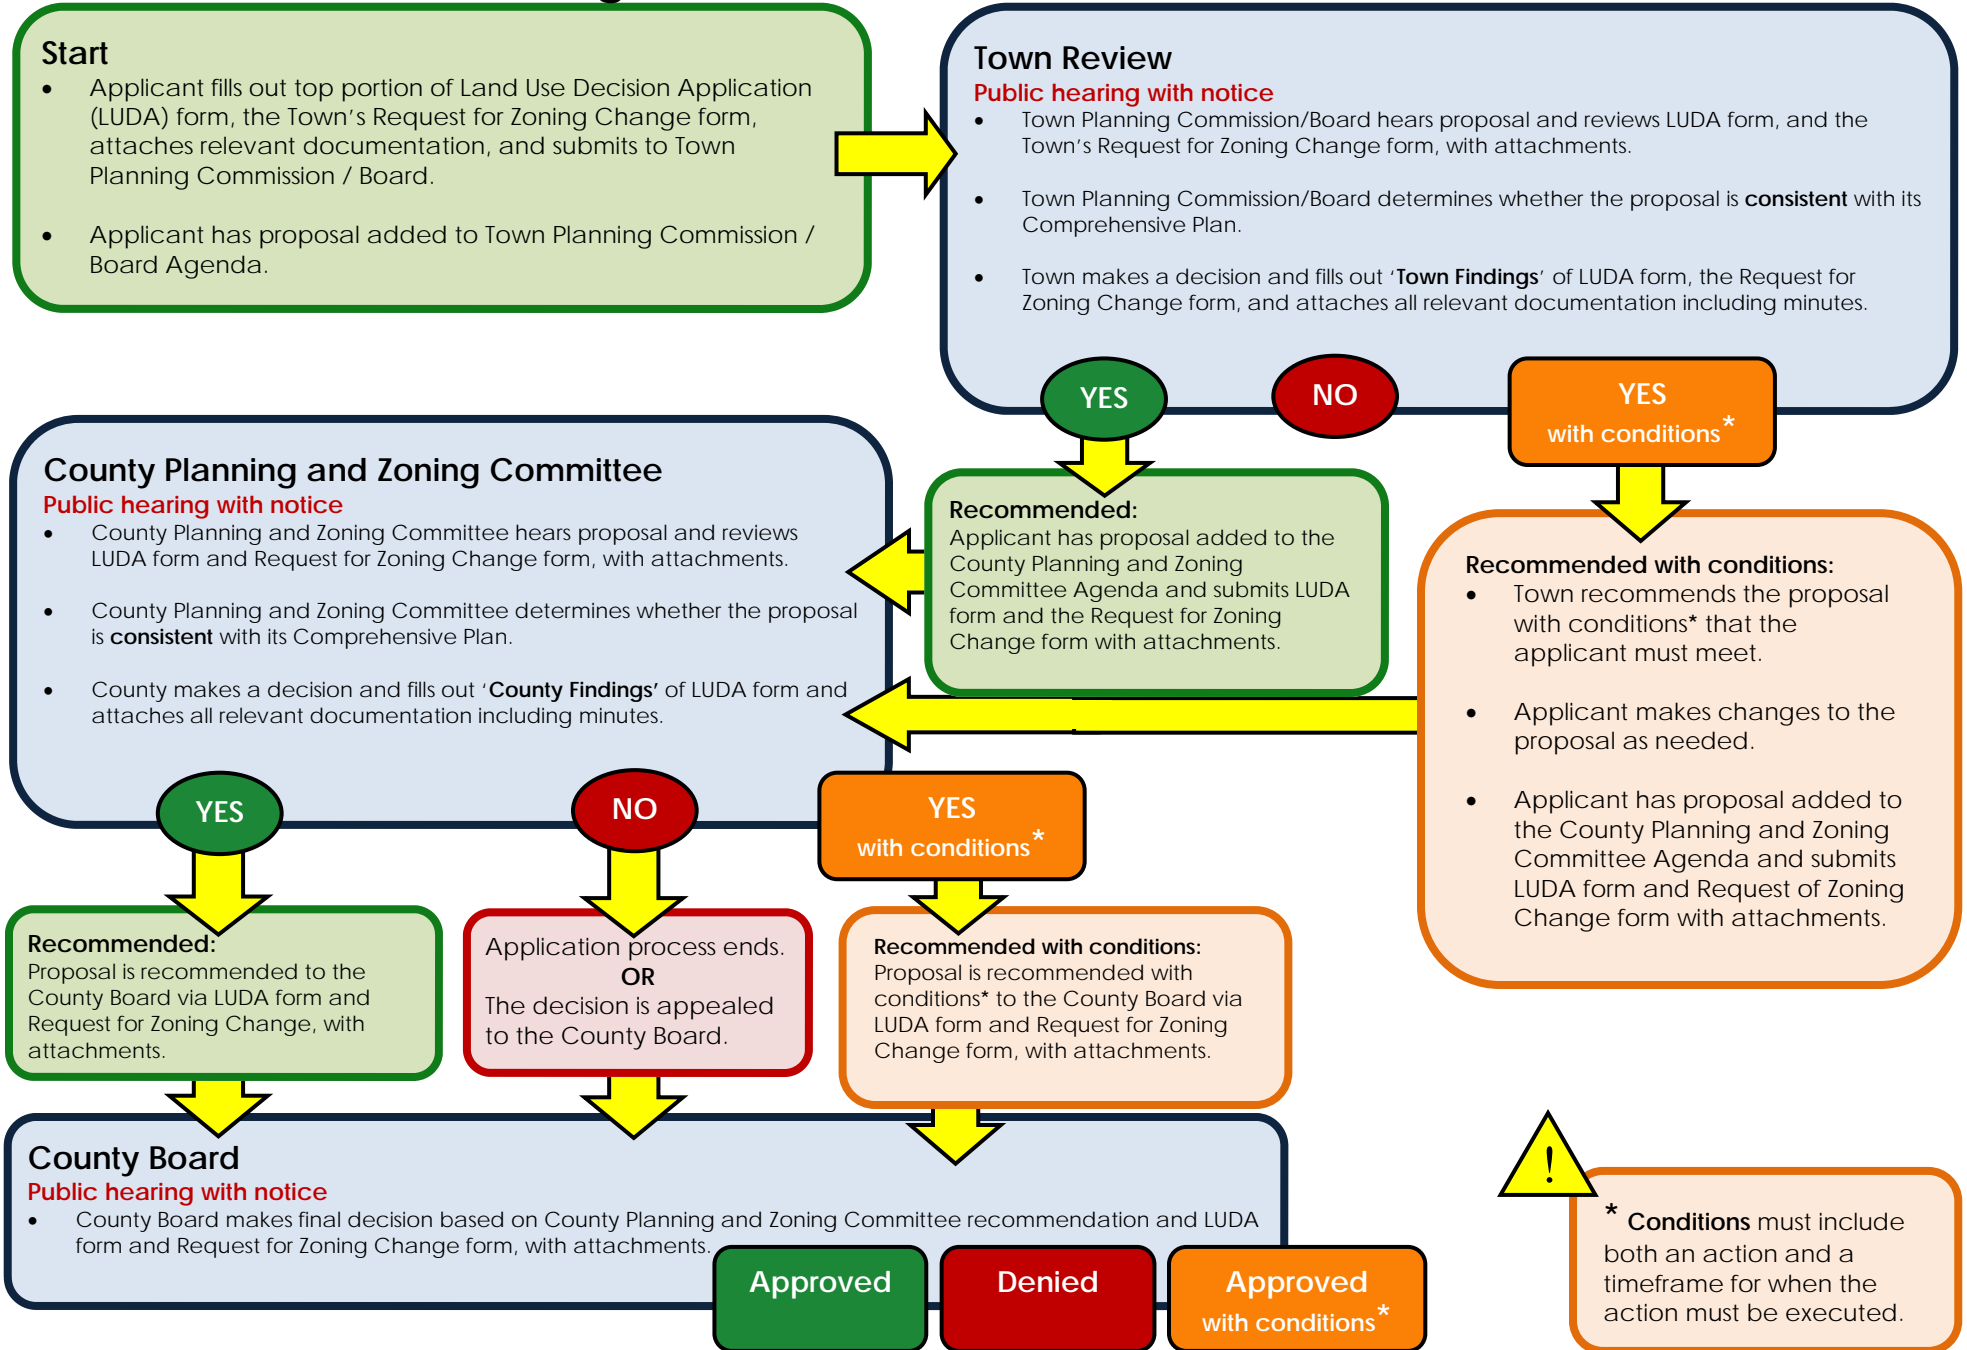 Start
• Applicant fills out top portion of Land Use Decision Application
(LUDA) form, the Town's Request for Zoning Change form,
attaches relevant documentation, and submits to Town
Planning Commission / Board.
• Applicant has proposal added to Town Planning Commission /
Board Agenda.
Town Review
Public hearing with notice
• Town Planning Commission/Board hears proposal and reviews LUDA form, and the
Town's Request for Zoning Change form, with attachments.
• Town Planning Commission/Board determines whether the proposal is consistent with its
Comprehensive Plan.
• Town makes a decision and fills out 'Town Findings' of LUDA form, the Request for
Zoning Change form, and attaches all relevant documentation including minutes.
YES
NO
YES
with conditions*
Recommended:
Applicant has proposal added to the
County Planning and Zoning
Committee Agenda and submits LUDA
form and the Request for Zoning
Change form with attachments.
Recommended with conditions:
• Town recommends the proposal
with conditions* that the
applicant must meet.
• Applicant makes changes to the
proposal as needed.
• Applicant has proposal added to
the County Planning and Zoning
Committee Agenda and submits
LUDA form and Request of Zoning
Change form with attachments.
County Planning and Zoning Committee
Public hearing with notice
• County Planning and Zoning Committee hears proposal and reviews
LUDA form and Request for Zoning Change form, with attachments.
• County Planning and Zoning Committee determines whether the proposal
is consistent with its Comprehensive Plan.
• County makes a decision and fills out 'County Findings' of LUDA form and
attaches all relevant documentation including minutes.
YES
NO
YES
with conditions*
Recommended:
Proposal is recommended to the
County Board via LUDA form and
Request for Zoning Change, with
attachments.
Application process ends.
OR
The decision is appealed
to the County Board.
Recommended with conditions:
Proposal is recommended with
conditions* to the County Board via
LUDA form and Request for Zoning
Change form, with attachments.
County Board
Public hearing with notice
• County Board makes final decision based on County Planning and Zoning Committee recommendation and LUDA
form and Request for Zoning Change form, with attachments.
Approved
Denied
Approved
with conditions*
!
* Conditions must include
both an action and a
timeframe for when the
action must be executed.